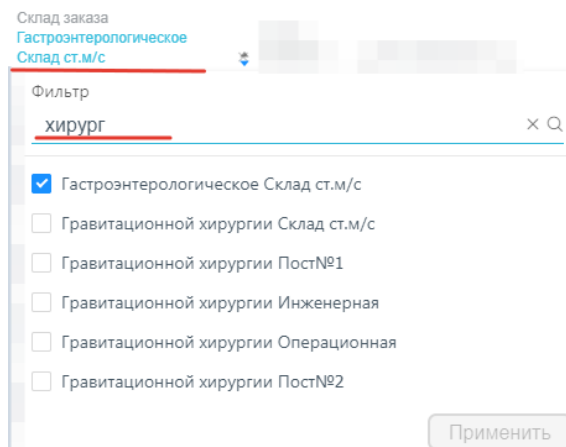 Склад заказа
Гастроэнтерологическое
Склад ст.м/с
Фильтр
хирург
Гастроэнтерологическое Склад ст.м/с
Гравитационной хирургии Склад ст.м/с
Гравитационной хирургии Пост№1
Гравитационной хирургии Инженерная
Гравитационной хирургии Операционная
Гравитационной хирургии Пост№2
Применить